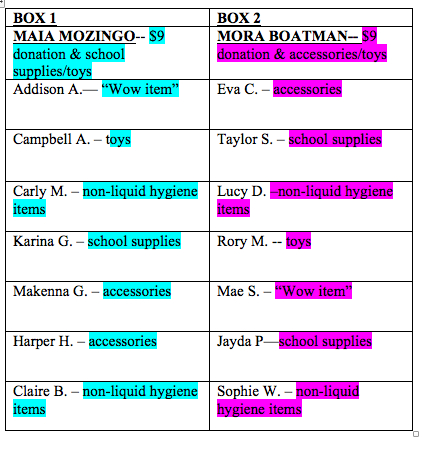 BOX 1
BOX 2
MAIA MOZINGO-- $9
donation & school
supplies/toys
MORA BOATMAN-- $9
donation & accessories/toys
Addison A.— “Wow item”
Eva C. – accessories
Campbell A. – toys
Taylor S. – school supplies
Carly M. – non-liquid hygiene
items
Lucy D. –non-liquid hygiene
items
Karina G. – school supplies
Rory M. -- toys
Makenna G. – accessories
Mae S. – “Wow item”
Harper H. – accessories
Jayda P—school supplies
Claire B. – non-liquid hygiene
items
Sophie W. – non-liquid
hygiene items